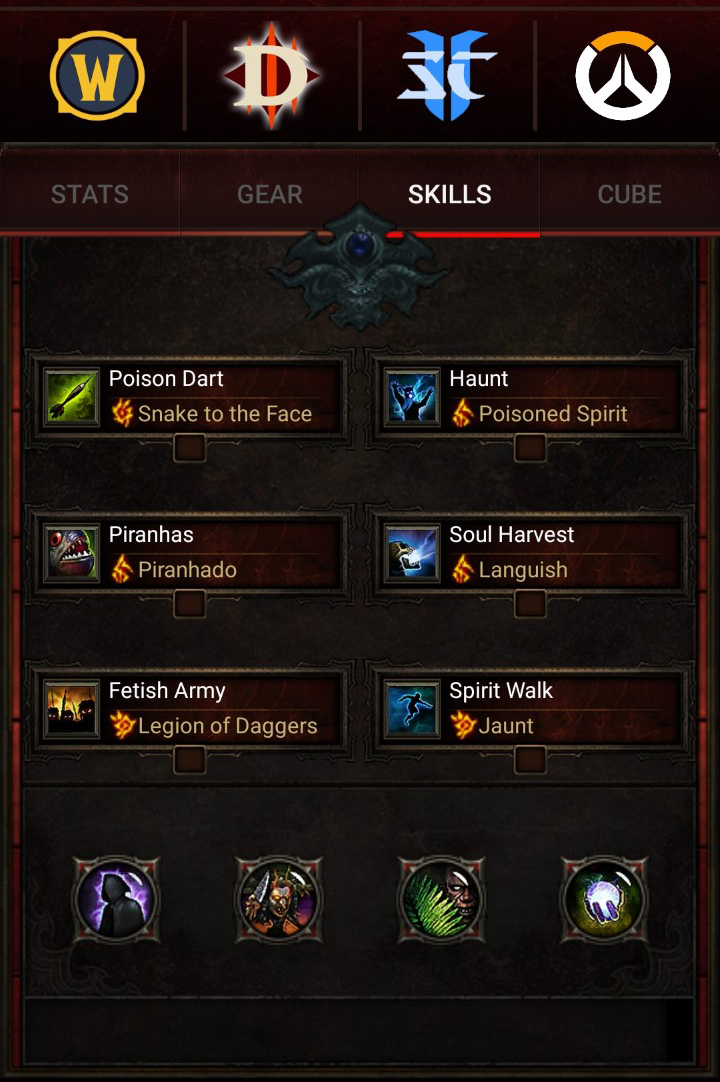 W
D
SC
STATS
GEAR
SKILLS
CUBE
Poison Dart
Snake to the Face
Haunt
Poisoned Spirit
Piranhas
Piranhado
Soul Harvest
Languish
Fetish Army
Legion of Daggers
Spirit Walk
Jaunt